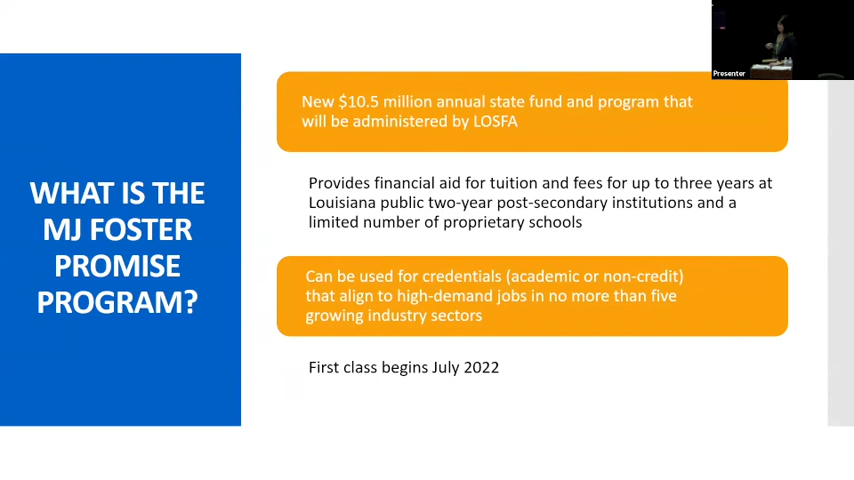 Presenter
WHAT IS THE
MJ FOSTER
PROMISE
PROGRAM?
New $10.5 million annual state fund and program that
will be administered by LOSFA
Provides financial aid for tuition and fees for up to three years at
Louisiana public two-year post-secondary institutions and a
limited number of proprietary schools
Can be used for credentials (academic or non-credit)
that align to high-demand jobs in no more than five
growing industry sectors
First class begins July 2022